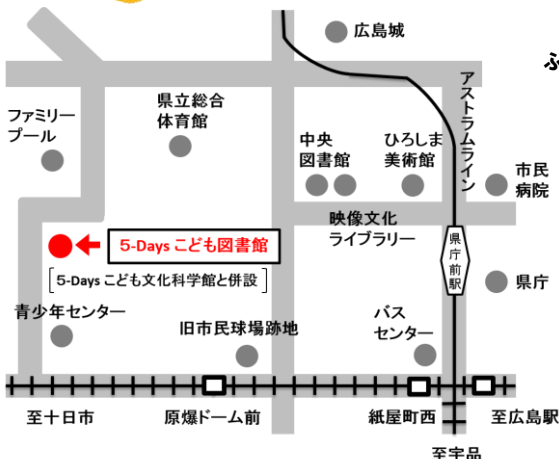 広島城
ふ
アストラムライン
ファミリー
プール
県立総合
体育館
中央
図書館
ひろしま
美術館
市民
病院
映像文化
ライブラリー
県庁前駅
5-Days こども図書館
5-Days こども文化科学館と併設
県庁
青少年センター
旧市民球場跡地
バス
センター
至十日市
原爆ドーム前
紙屋町西
至広島駅
至宇品